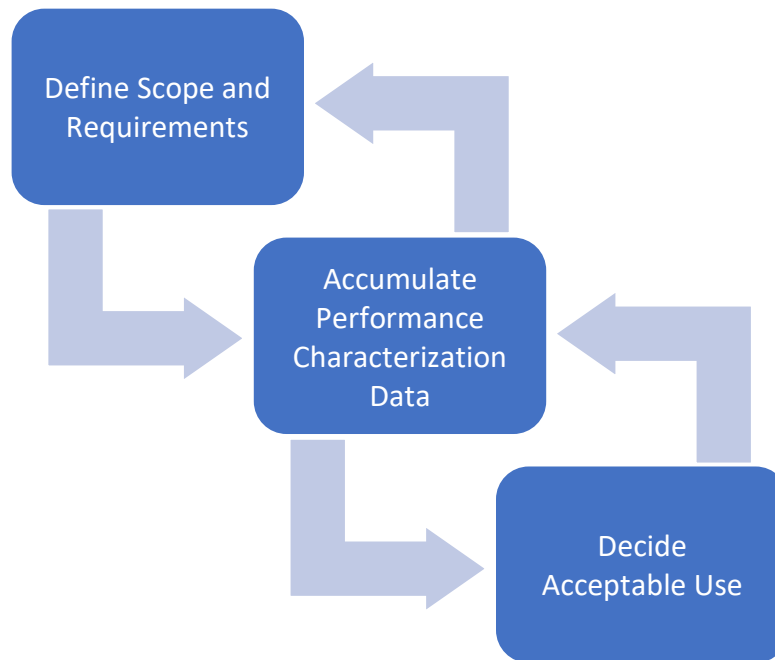 Define Scope and
Requirements
Accumulate
Performance
Characterization
Data
Decide
Acceptable Use